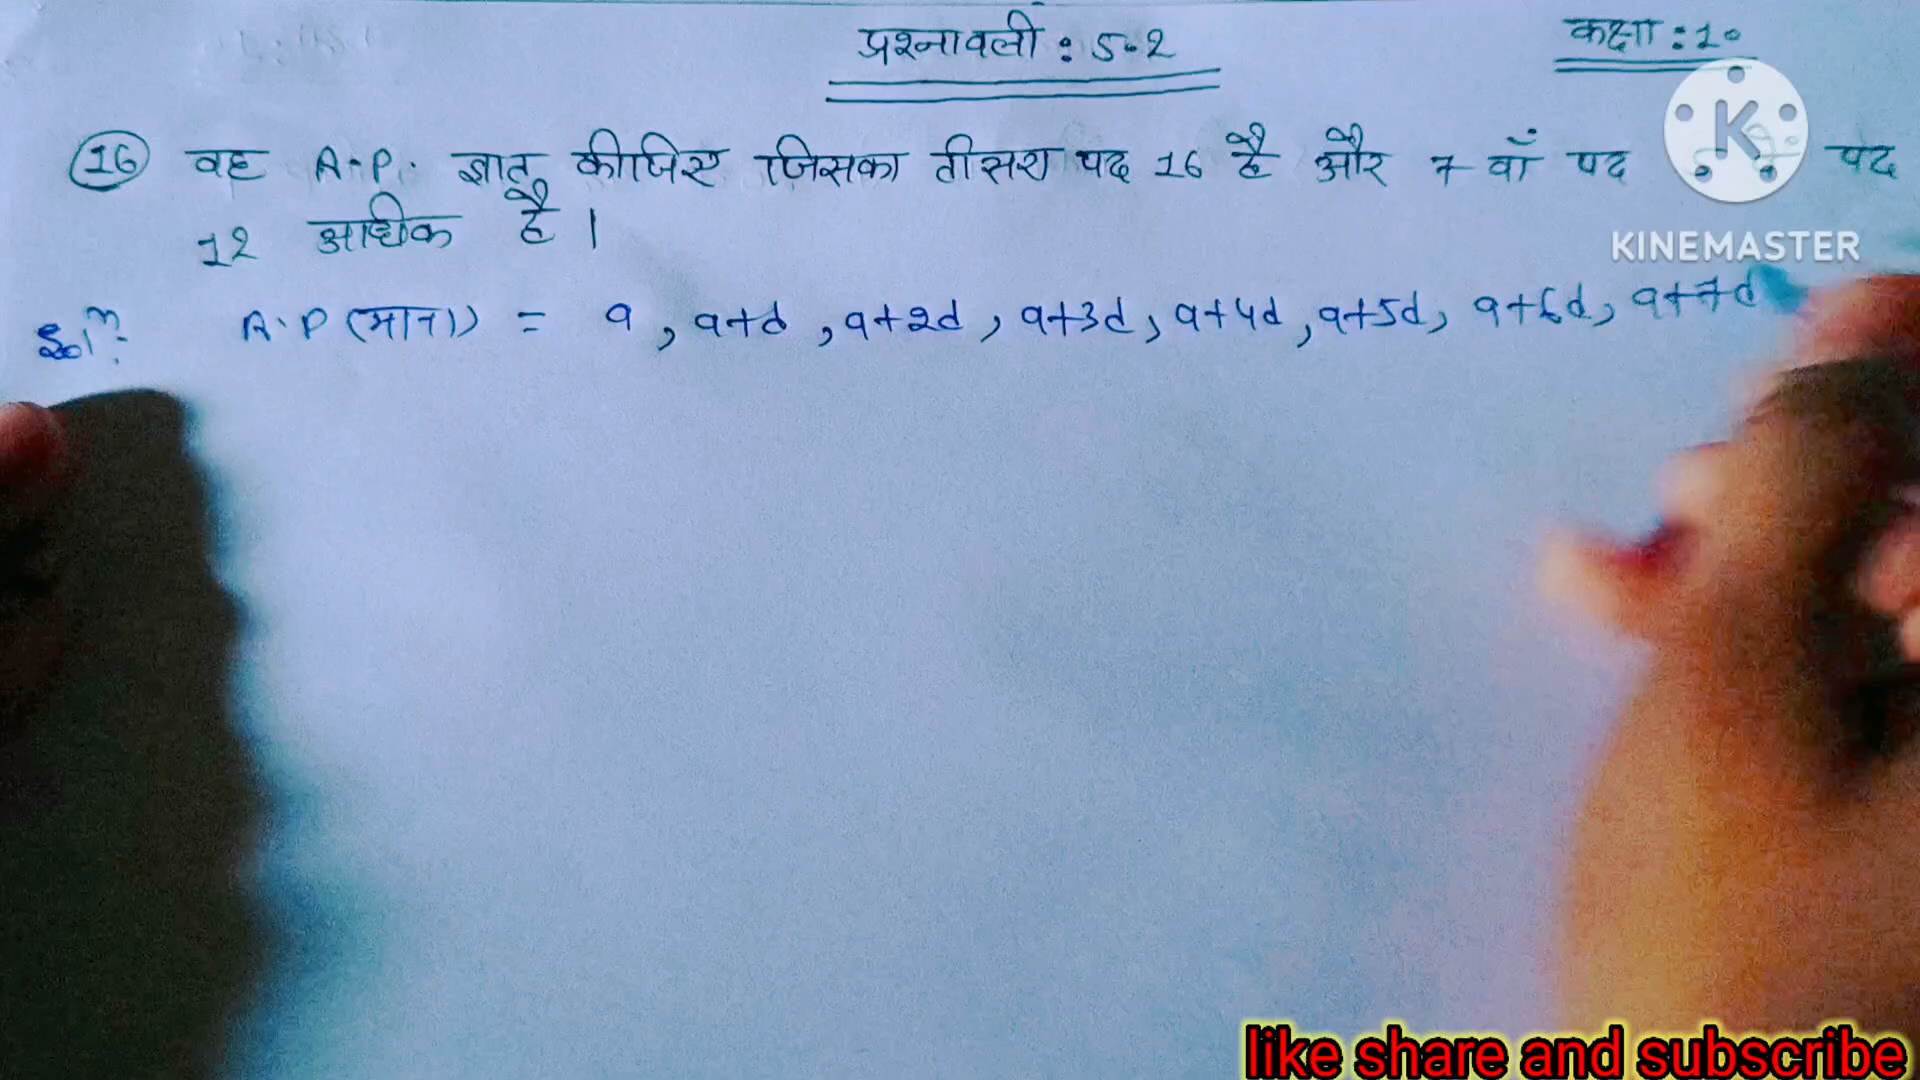 प्रश्नावली : 5.2
कक्षा : 10
(16) वह A.P. ज्ञात कीजिए जिसका तीसरा पद 16 है और 7 वाँ पद पद
12 अधिक है ।
KINEMASTER
Solⁿ: A.P (माना) = a, a+d, a+2d, a+3d, a+4d, a+5d, a+6d, a+7d
like share and subscribe